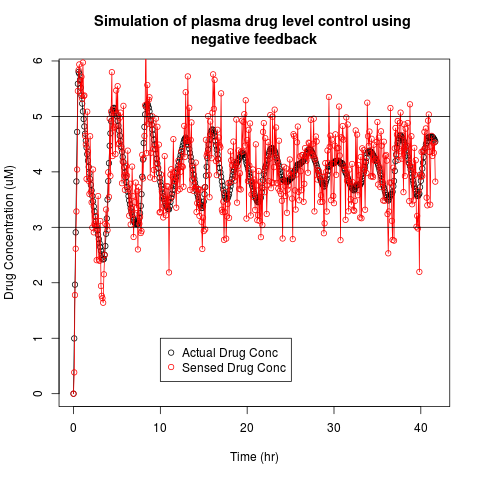 Simulation of plasma drug level control using
negative feedback
Drug Concentration (uM)
6
5
4
3
2
1
0
Actual Drug Conc
Sensed Drug Conc
0 10 20 30 40
Time (hr)